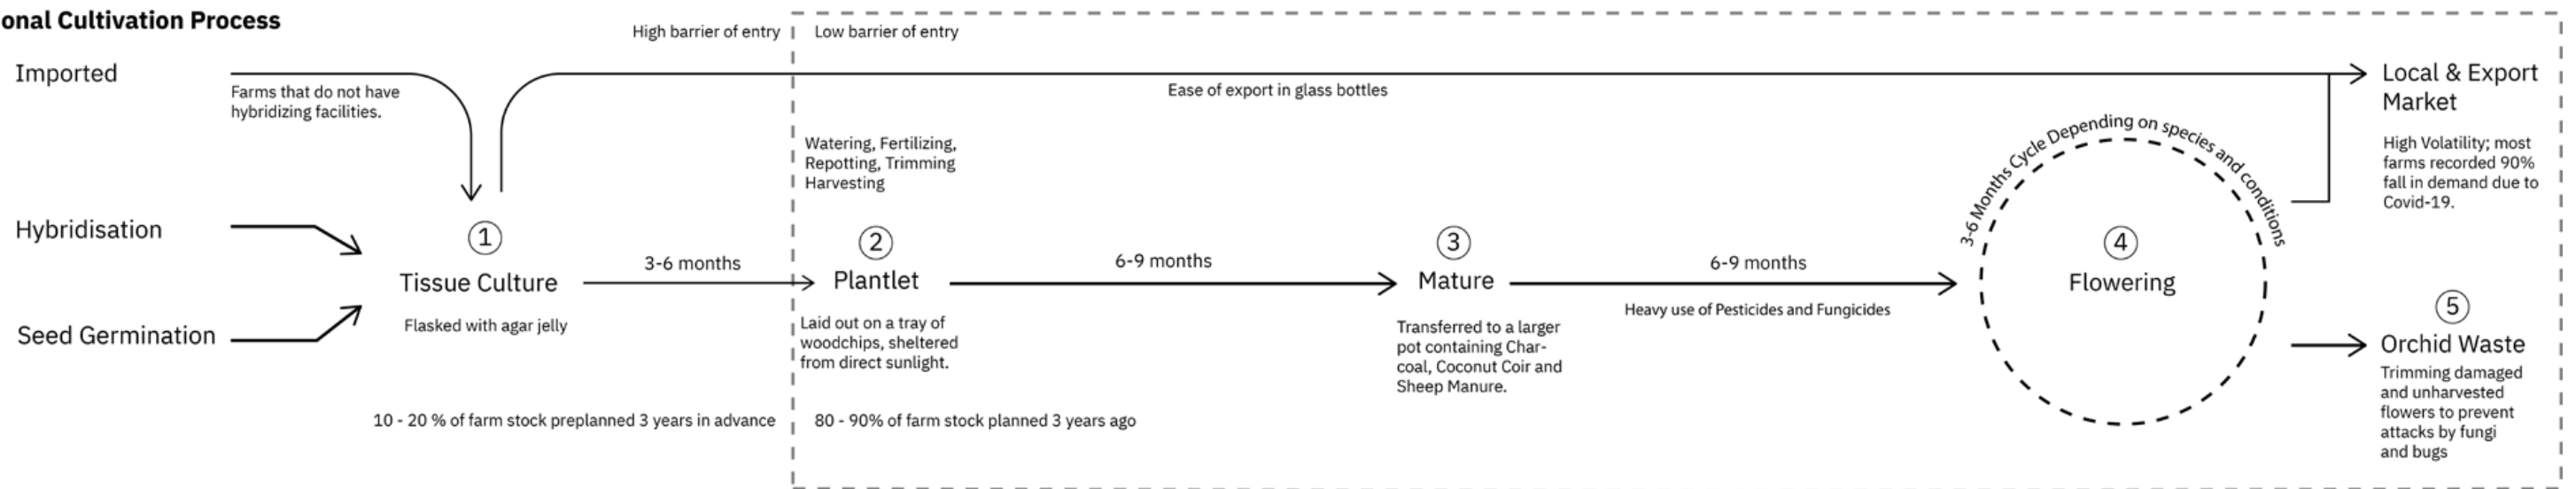 onal Cultivation Process
High barrier of entry
Low barrier of entry
Imported
Farms that do not have
hybridizing facilities.
Ease of export in glass bottles
Local & Export
Market
High Volatility; most
farms recorded 90%
fall in demand due to
Covid-19.
Watering, Fertilizing,
Repotting, Trimming
Harvesting
3-6 Months Cycle Depending on species and conditions
Hybridisation
Seed Germination
1
Tissue Culture
Flasked with agar jelly
3-6 months
2
Plantlet
Laid out on a tray of
woodchips, sheltered
from direct sunlight.
6-9 months
3
Mature
Transferred to a larger
pot containing Char-
coal, Coconut Coir and
Sheep Manure.
6-9 months
Heavy use of Pesticides and Fungicides
4
Flowering
5
Orchid Waste
Trimming damaged
and unharvested
flowers to prevent
attacks by fungi
and bugs
10 - 20 % of farm stock preplanned 3 years in advance
80 - 90% of farm stock planned 3 years ago